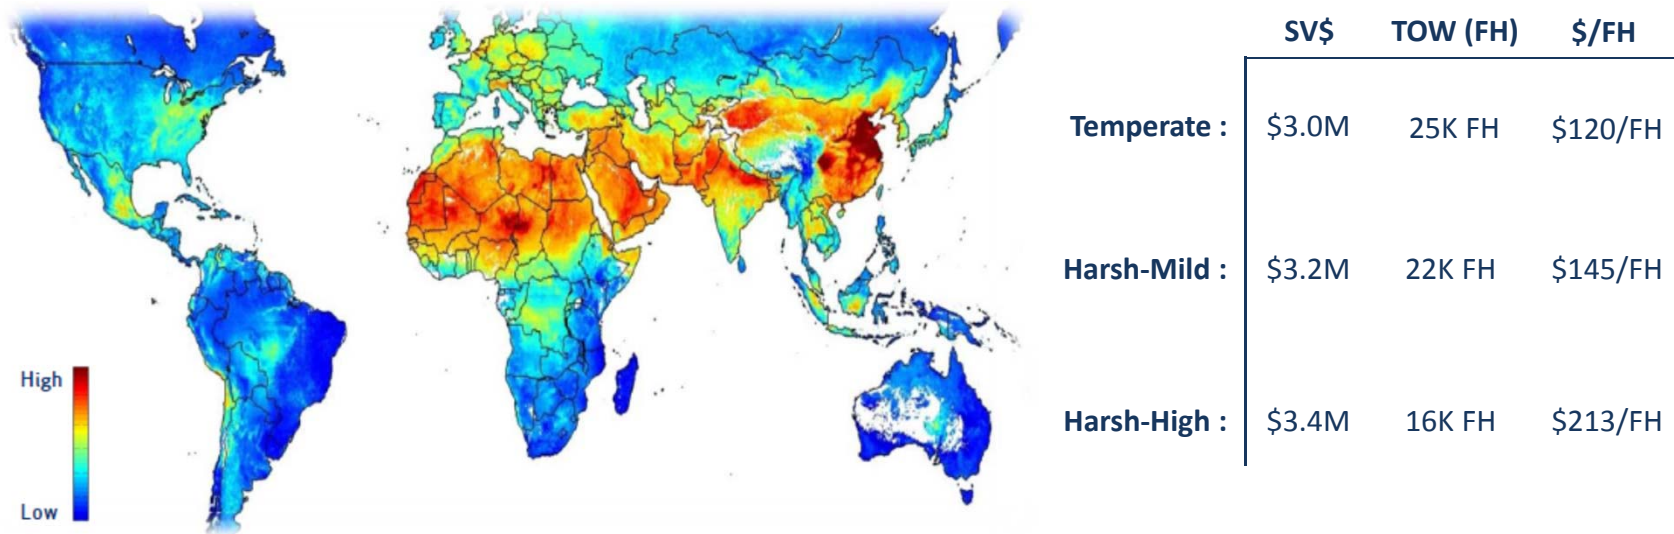 High
Low
SV$ TOW (FH) $/FH
Temperate : $3.0M 25K FH $120/FH
Harsh-Mild : $3.2M 22K FH $145/FH
Harsh-High : $3.4M 16K FH $213/FH